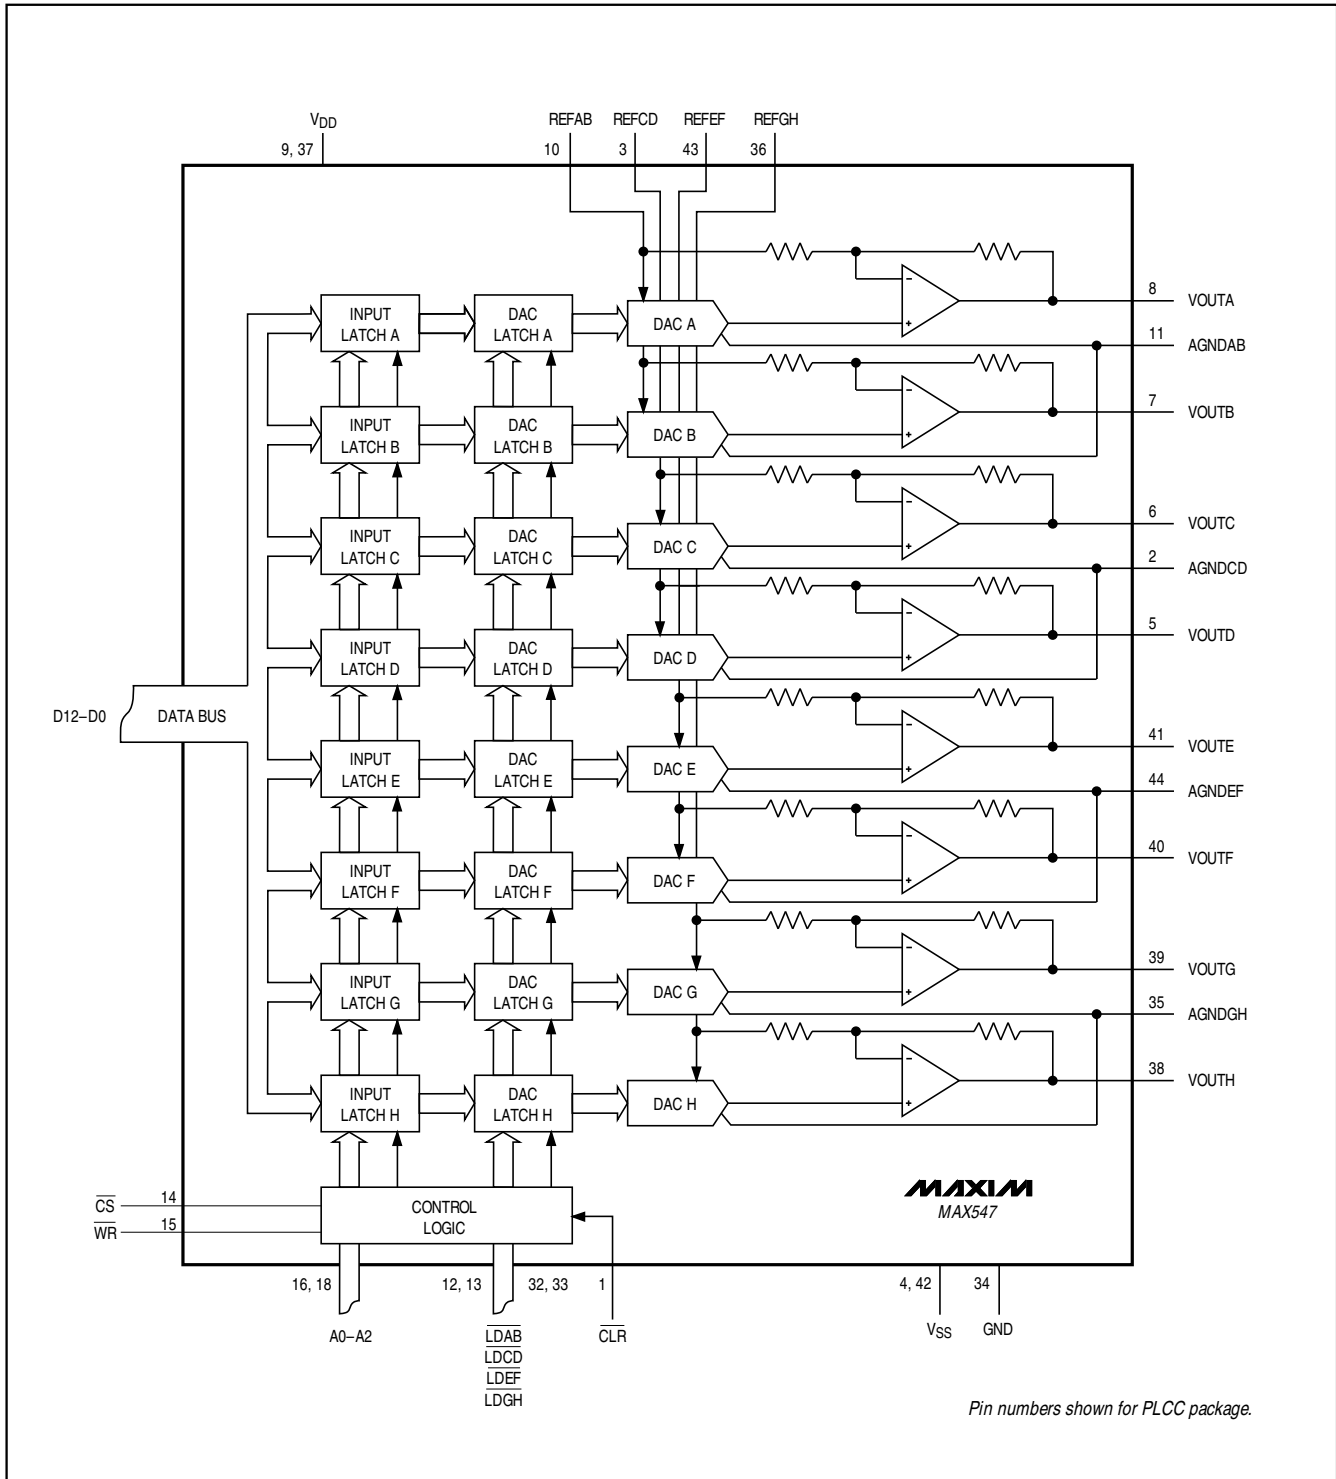 VDD
REFAB REFCD REFEF REFGH
9, 37
10 3 43 36
INPUT LATCH A
DAC LATCH A
DAC A
-
+
8 VOUTA
11 AGNDAB
INPUT LATCH B
DAC LATCH B
DAC B
-
+
7 VOUTB
INPUT LATCH C
DAC LATCH C
DAC C
-
+
6 VOUTC
2 AGNDCD
INPUT LATCH D
DAC LATCH D
DAC D
-
+
5 VOUTD
D12–D0 DATA BUS
INPUT LATCH E
DAC LATCH E
DAC E
-
+
41 VOUTE
44 AGNDEF
INPUT LATCH F
DAC LATCH F
DAC F
-
+
40 VOUTF
INPUT LATCH G
DAC LATCH G
DAC G
-
+
39 VOUTG
35 AGNDGH
INPUT LATCH H
DAC LATCH H
DAC H
-
+
38 VOUTH
CS 14
WR 15
CONTROL
LOGIC
MAXIM
MAX547
16, 18
12, 13
32, 33
1
4, 42
34
A0–A2
LDAB
LDCD
LDEF
LDGH
CLR
VSS
GND
Pin numbers shown for PLCC package.